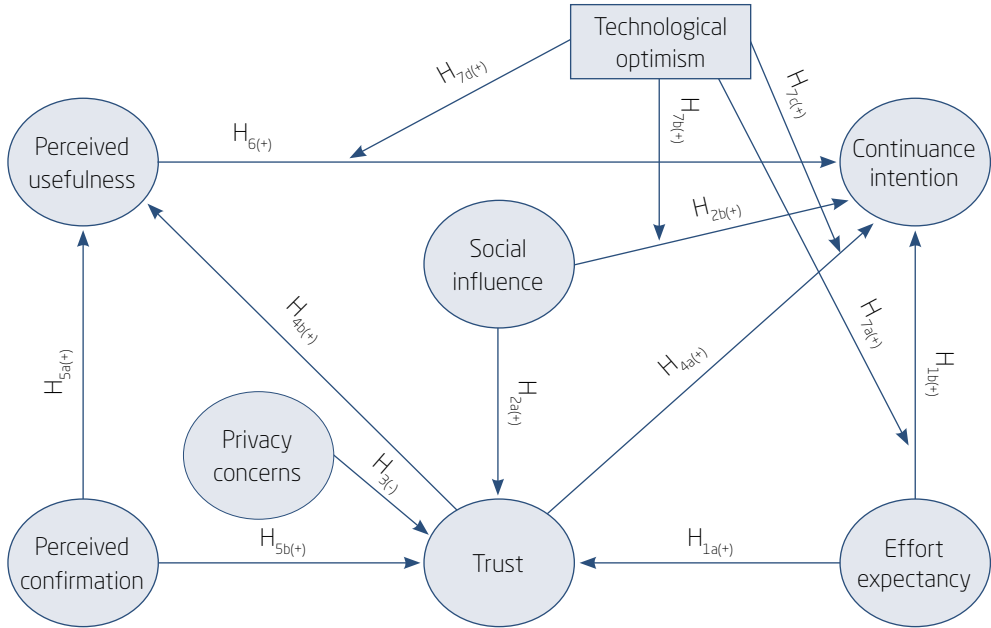 Technological
optimism
H7d(+)
H7c(+)
H7b(+)
H6(+)
Perceived
usefulness
Continuance
intention
H2b(+)
Social
influence
H4b(+)
H7a(+)
H5a(+)
H4a(+)
H1b(+)
H2a(+)
Privacy
concerns
H3(-)
Perceived
confirmation
H5b(+)
Trust
H1a(+)
Effort
expectancy